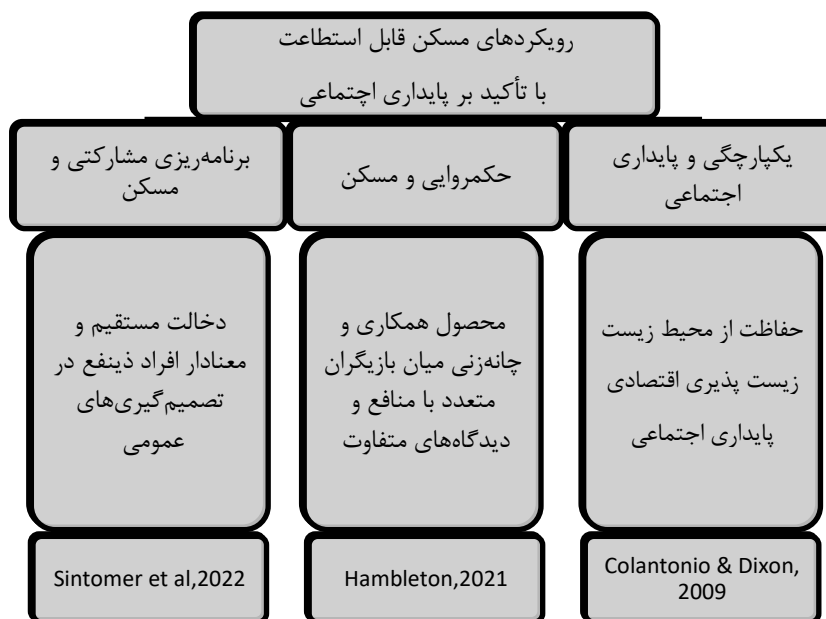 رویکردهای مسکن قابل استطاعت
با تأکید بر پایداری اجتماعی
یکپارچگی و پایداری
اجتماعی
حکمروایی و مسکن
برنامه‌ریزی مشارکتی و
مسکن
حفاظت از محیط زیست
زیست پذیری اقتصادی
پایداری اجتماعی
محصول همکاری و
چانه‌زنی میان بازیگران
متعدد با منافع و
دیدگاه‌های متفاوت
دخالت مستقیم و
معنادار افراد ذینفع در
تصمیم‌گیری‌های
عمومی
Colantonio & Dixon,
2009
Hambleton,2021
Sintomer et al,2022